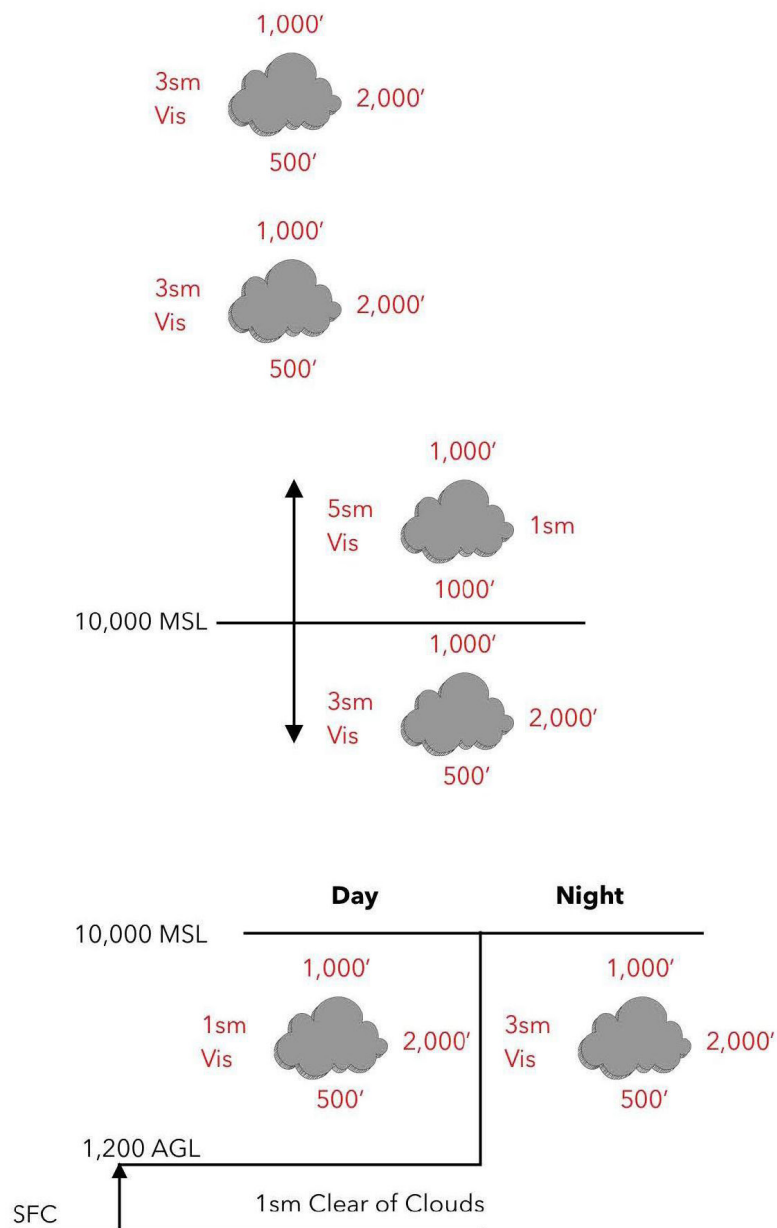 1,000’
3sm
Vis
2,000’
500’
1,000’
3sm
Vis
2,000’
500’
1,000’
5sm
Vis
1sm
1000’
10,000 MSL
1,000’
3sm
Vis
2,000’
500’
Day
Night
10,000 MSL
1,000’
1,000’
1sm
Vis
2,000’
3sm
Vis
2,000’
500’
500’
1,200 AGL
SFC
1sm Clear of Clouds